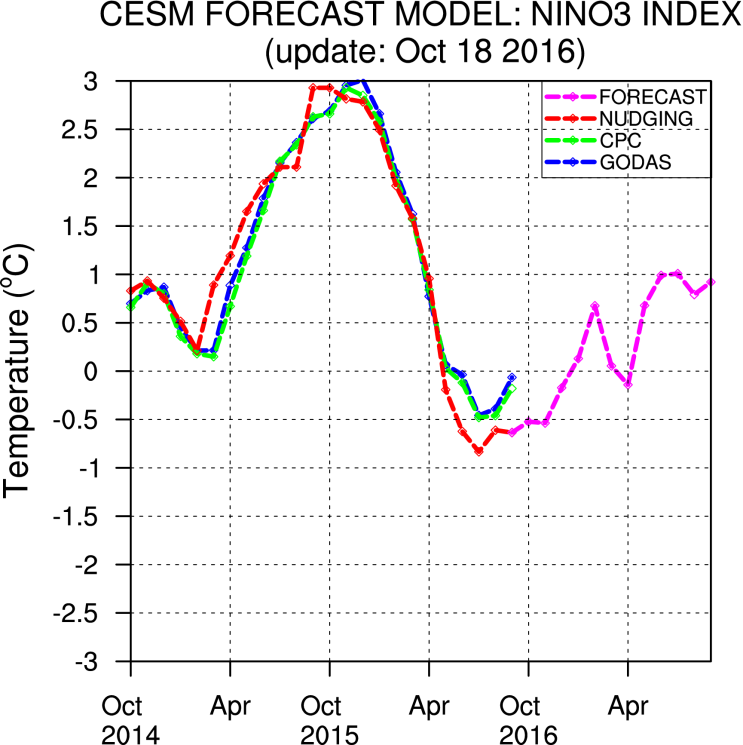 CESM FORECAST MODEL: NINO3 INDEX
(update: Oct 18 2016)
FORECAST
NUDGING
CPC
GODAS
Temperature (°C)
3
2.5
2
1.5
1
0.5
0
-0.5
-1
-1.5
-2
-2.5
-3
Oct Apr Oct Apr Oct Apr
2014 2015 2016